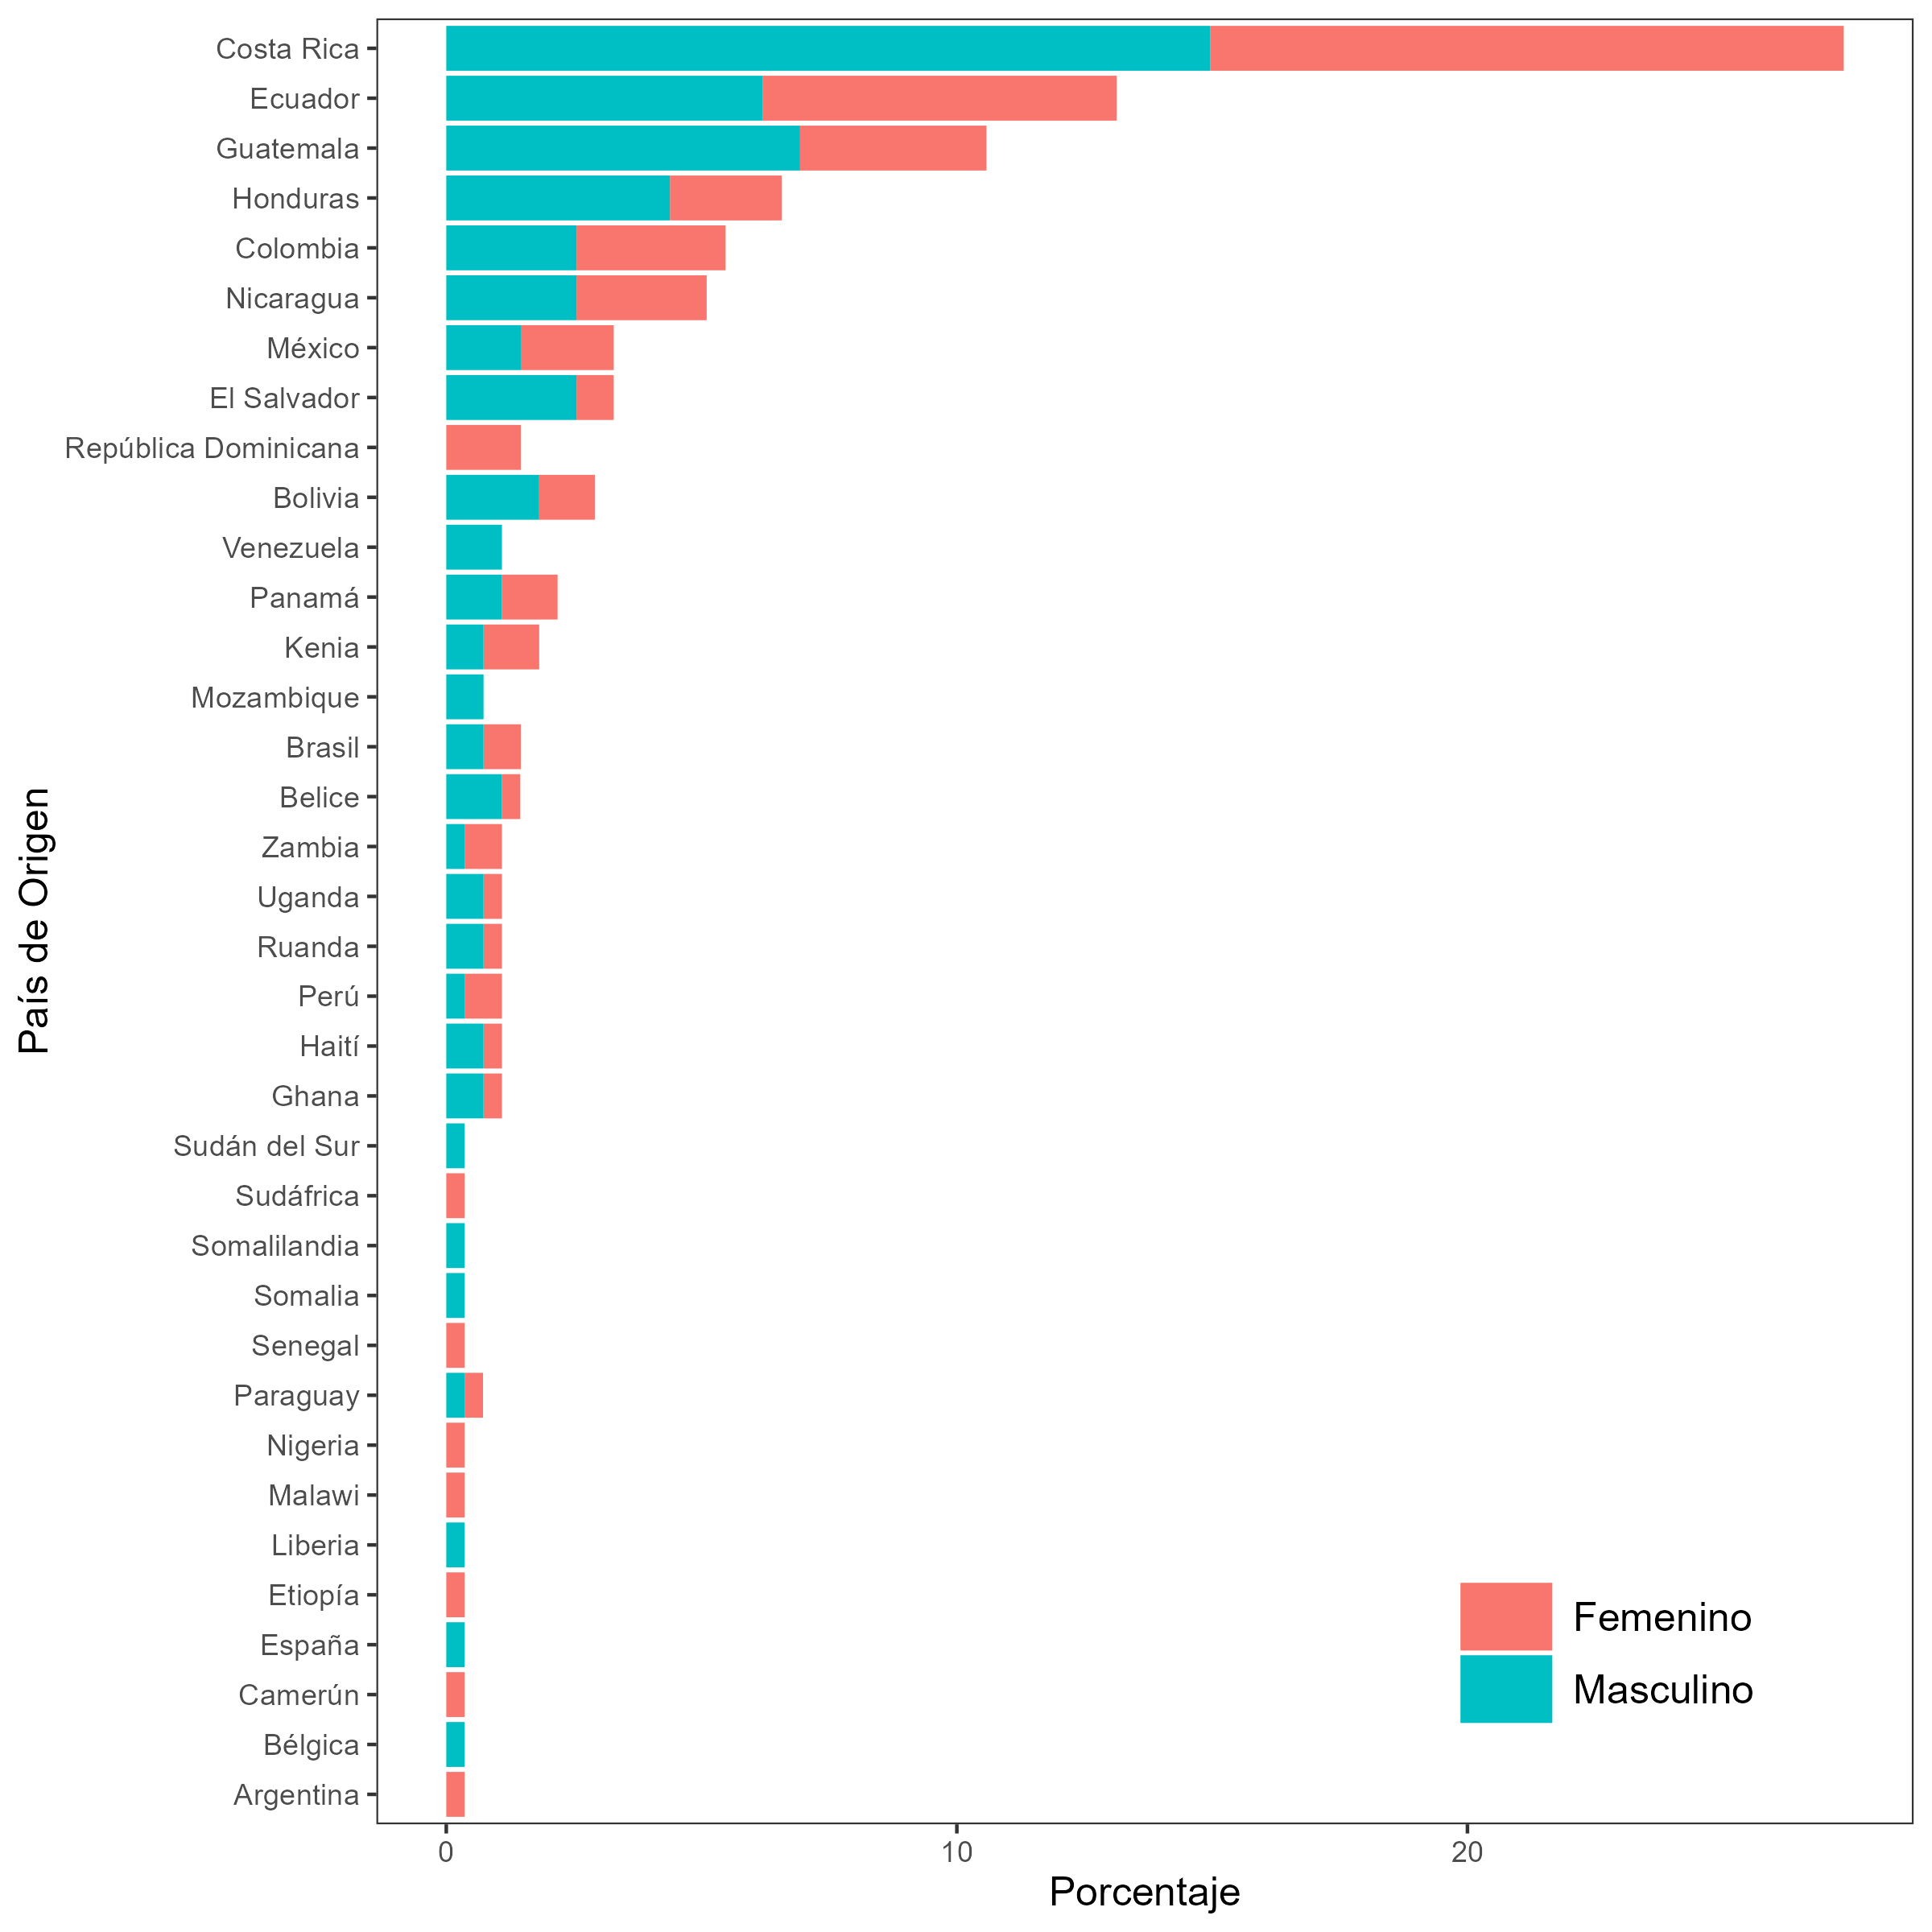 Costa Rica
Ecuador
Guatemala
Honduras
Colombia
Nicaragua
México
El Salvador
República Dominicana
Bolivia
Venezuela
Panamá
Kenia
Mozambique
Brasil
Belice
Zambia
Uganda
Ruanda
Perú
Haití
Ghana
Sudán del Sur
Sudáfrica
Somalilandia
Somalia
Senegal
Paraguay
Nigeria
Malawi
Liberia
Etiopía
España
Camerún
Bélgica
Argentina
País de Origen
Femenino
Masculino
0 10 20
Porcentaje